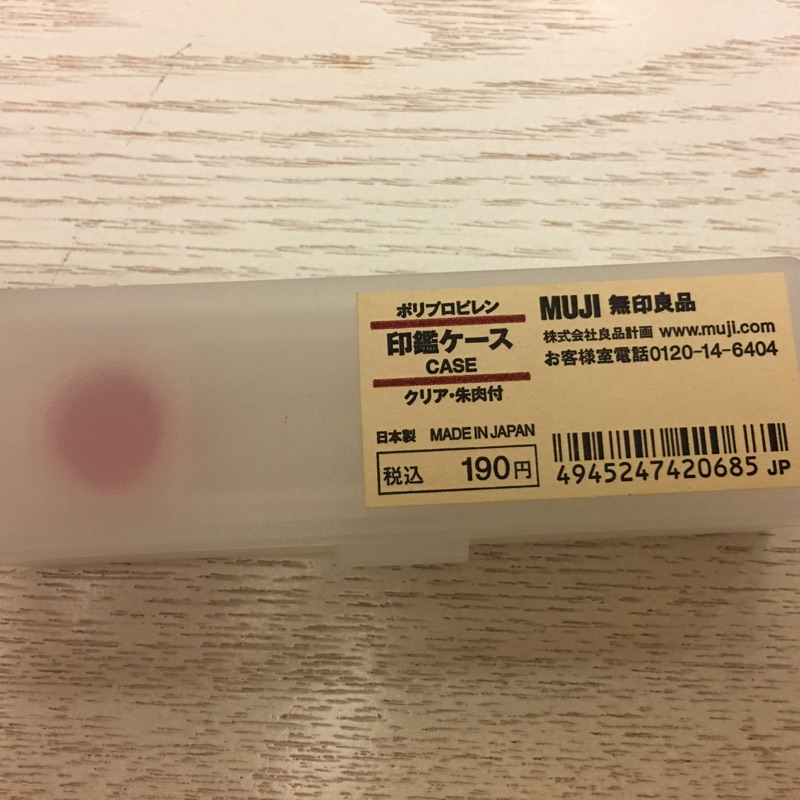 ポリプロピレン
印鑑ケース
CASE
クリア・朱肉付
日本製 MADE IN JAPAN
税込 190円
MUJI 無印良品
株式会社良品計画 www.muji.com
お客様室電話0120-14-6404
4945247420685 JP